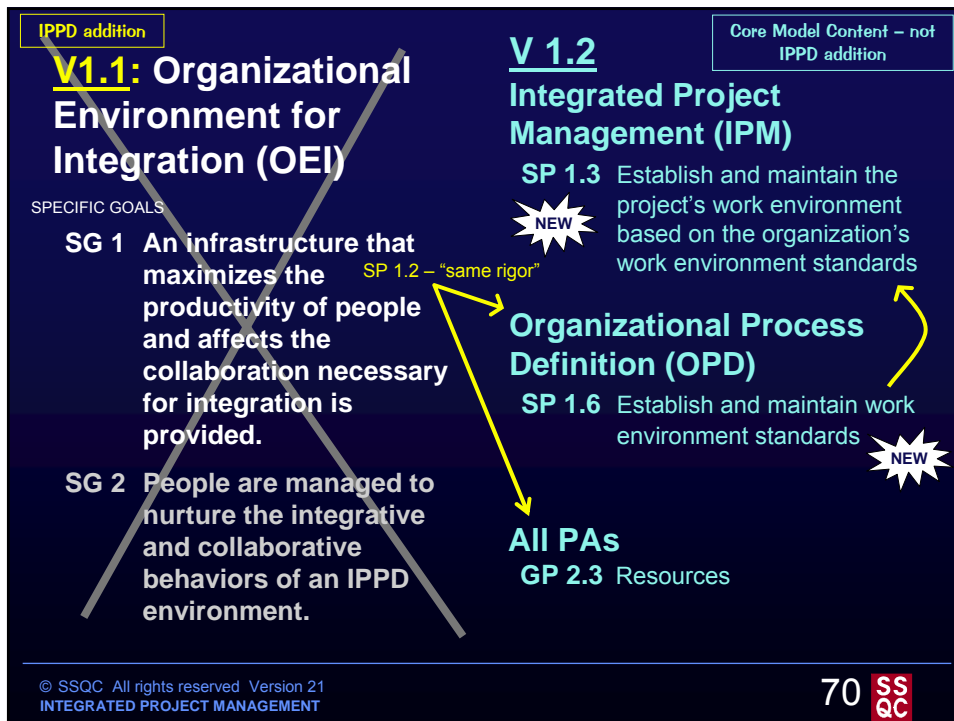 IPPD addition
V1.1: Organizational
Environment for
Integration (OEI)
SPECIFIC GOALS
SG 1 An infrastructure that
maximizes the
productivity of people
and affects the
collaboration necessary
for integration is
provided.
SG 2 People are managed to
nurture the integrative
and collaborative
behaviors of an IPPD
environment.
SP 1.2 – “same rigor”
Core Model Content – not
IPPD addition
V 1.2
Integrated Project
Management (IPM)
SP 1.3 Establish and maintain the
project’s work environment
based on the organization’s
work environment standards
NEW
Organizational Process
Definition (OPD)
SP 1.6 Establish and maintain work
environment standards
NEW
All PAs
GP 2.3 Resources
© SSQC All rights reserved Version 21
INTEGRATED PROJECT MANAGEMENT
70
SS
QC